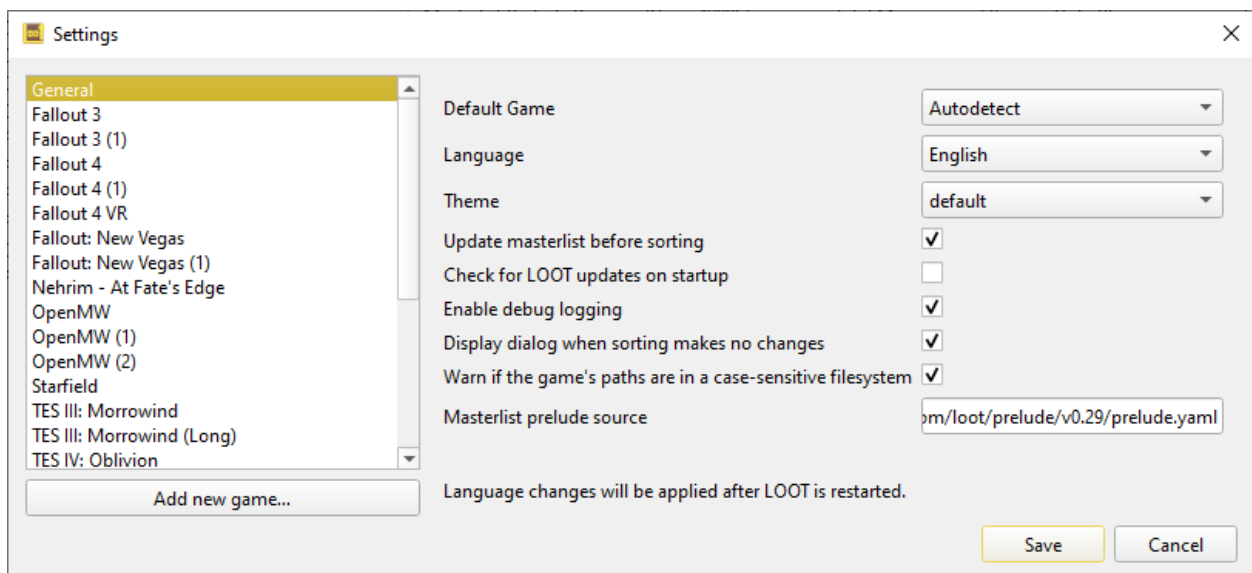 Settings
General
Fallout 3
Fallout 3 (1)
Fallout 4
Fallout 4 (1)
Fallout 4 VR
Fallout: New Vegas
Fallout: New Vegas (1)
Nehrim - At Fate's Edge
OpenMW
OpenMW (1)
OpenMW (2)
Starfield
TES III: Morrowind
TES III: Morrowind (Long)
TES IV: Oblivion
Add new game...
Default Game
Autodetect
Language
English
Theme
default
Update masterlist before sorting
Check for LOOT updates on startup
Enable debug logging
Display dialog when sorting makes no changes
Warn if the game's paths are in a case-sensitive filesystem
Masterlist prelude source
om/loot/prelude/v0.29/prelude.yaml
Language changes will be applied after LOOT is restarted.
Save
Cancel